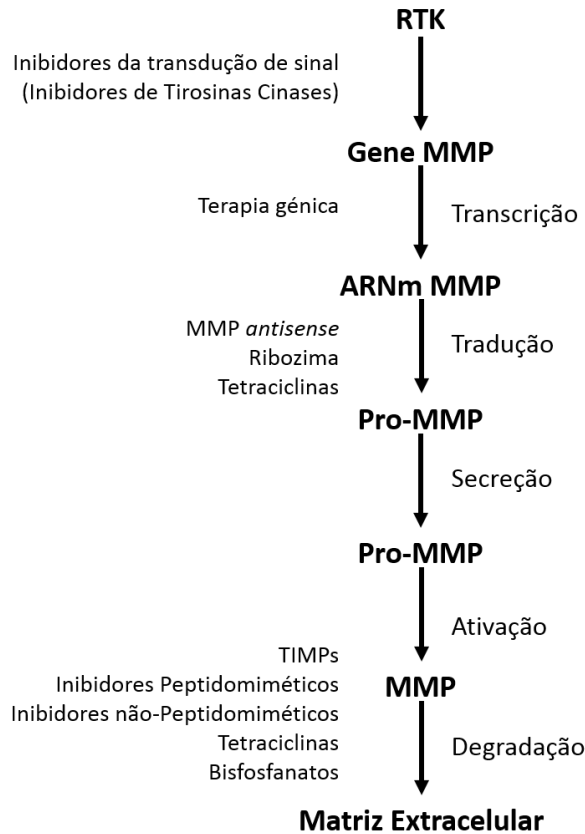 RTK
Inibidores da transdução de sinal
(Inibidores de Tirosinas Cinases)
Gene MMP
Terapia génica
Transcrição
ARNm MMP
MMP antisense
Ribozima
Tetraciclinas
Tradução
Pro-MMP
Secreção
Pro-MMP
Ativação
TIMPs
Inibidores Peptidomiméticos
Inibidores não-Peptidomiméticos
Tetraciclinas
Bisfosfanatos
MMP
Degradação
Matriz Extracelular